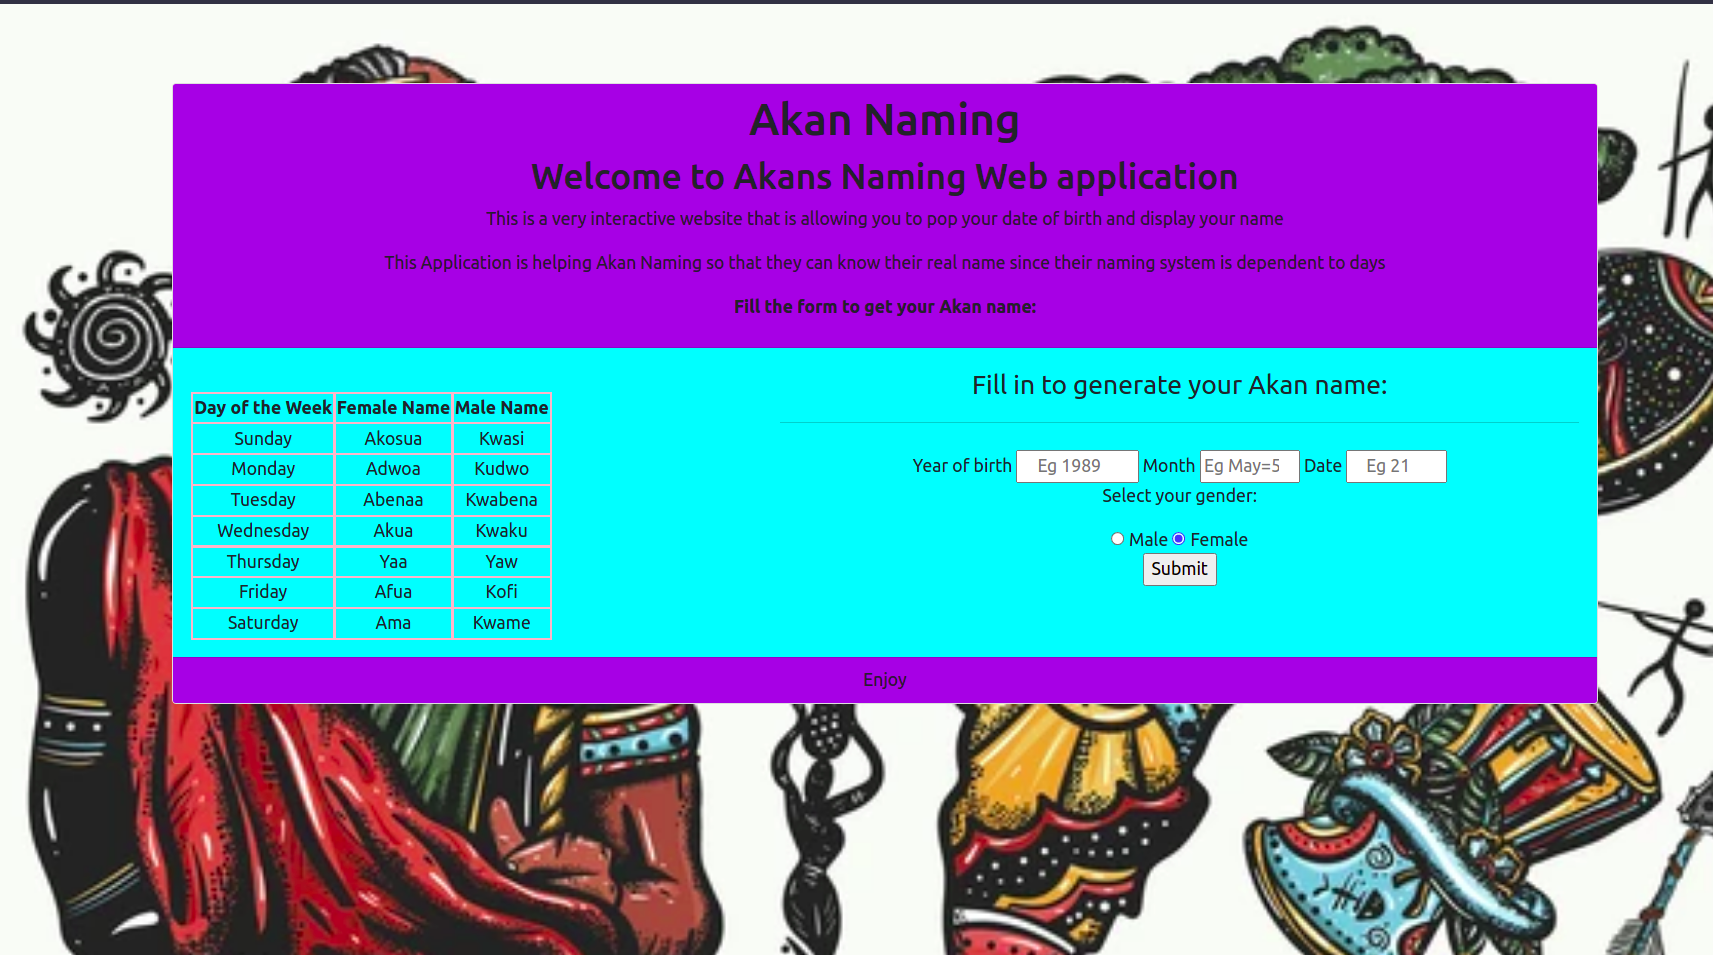 Akan Naming
Welcome to Akans Naming Web application
This is a very interactive website that is allowing you to pop your date of birth and display your name
This Application is helping Akan Naming so that they can know their real name since their naming system is dependent to days
Fill the form to get your Akan name:
Day of the Week Female Name Male Name
Sunday Akosua Kwasi
Monday Adwoa Kudwo
Tuesday Abenaa Kwabena
Wednesday Akua Kwaku
Thursday Yaa Yaw
Friday Afua Kofi
Saturday Ama Kwame
Fill in to generate your Akan name:
Year of birth Eg 1989 Month Eg May=5 Date Eg 21
Select your gender:
Male Female
Submit
Enjoy